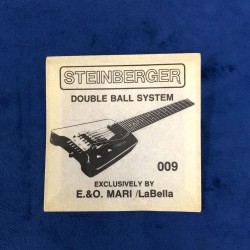 STEINBERGER
DOUBLE BALL SYSTEM
009
EXCLUSIVELY BY
E.&O. MARI /LaBella